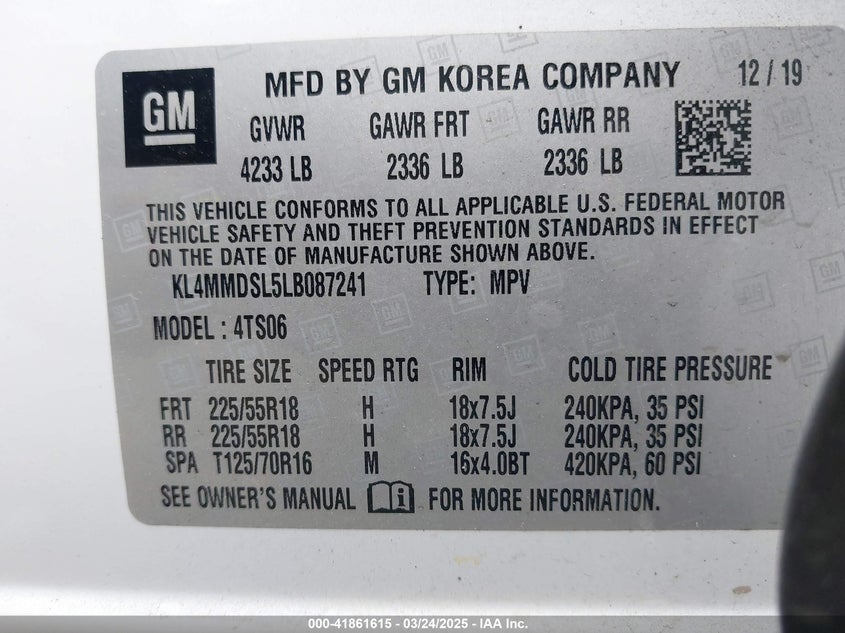 GM
MFD BY GM KOREA COMPANY 12 / 19
GVWR GAWR FRT GAWR RR
4233 LB 2336 LB 2336 LB
THIS VEHICLE CONFORMS TO ALL APPLICABLE U.S. FEDERAL MOTOR
VEHICLE SAFETY AND THEFT PREVENTION STANDARDS IN EFFECT
ON THE DATE OF MANUFACTURE SHOWN ABOVE.
KL4MMDSL5LB087241 TYPE: MPV
MODEL : 4TS06
TIRE SIZE SPEED RTG RIM COLD TIRE PRESSURE
FRT 225/55R18 H 18x7.5J 240KPA, 35 PSI
RR 225/55R18 H 18x7.5J 240KPA, 35 PSI
SPA T125/70R16 M 16x4.0BT 420KPA, 60 PSI
SEE OWNER'S MANUAL i FOR MORE INFORMATION.
000-41861615 - 03/24/2025 - IAA Inc.